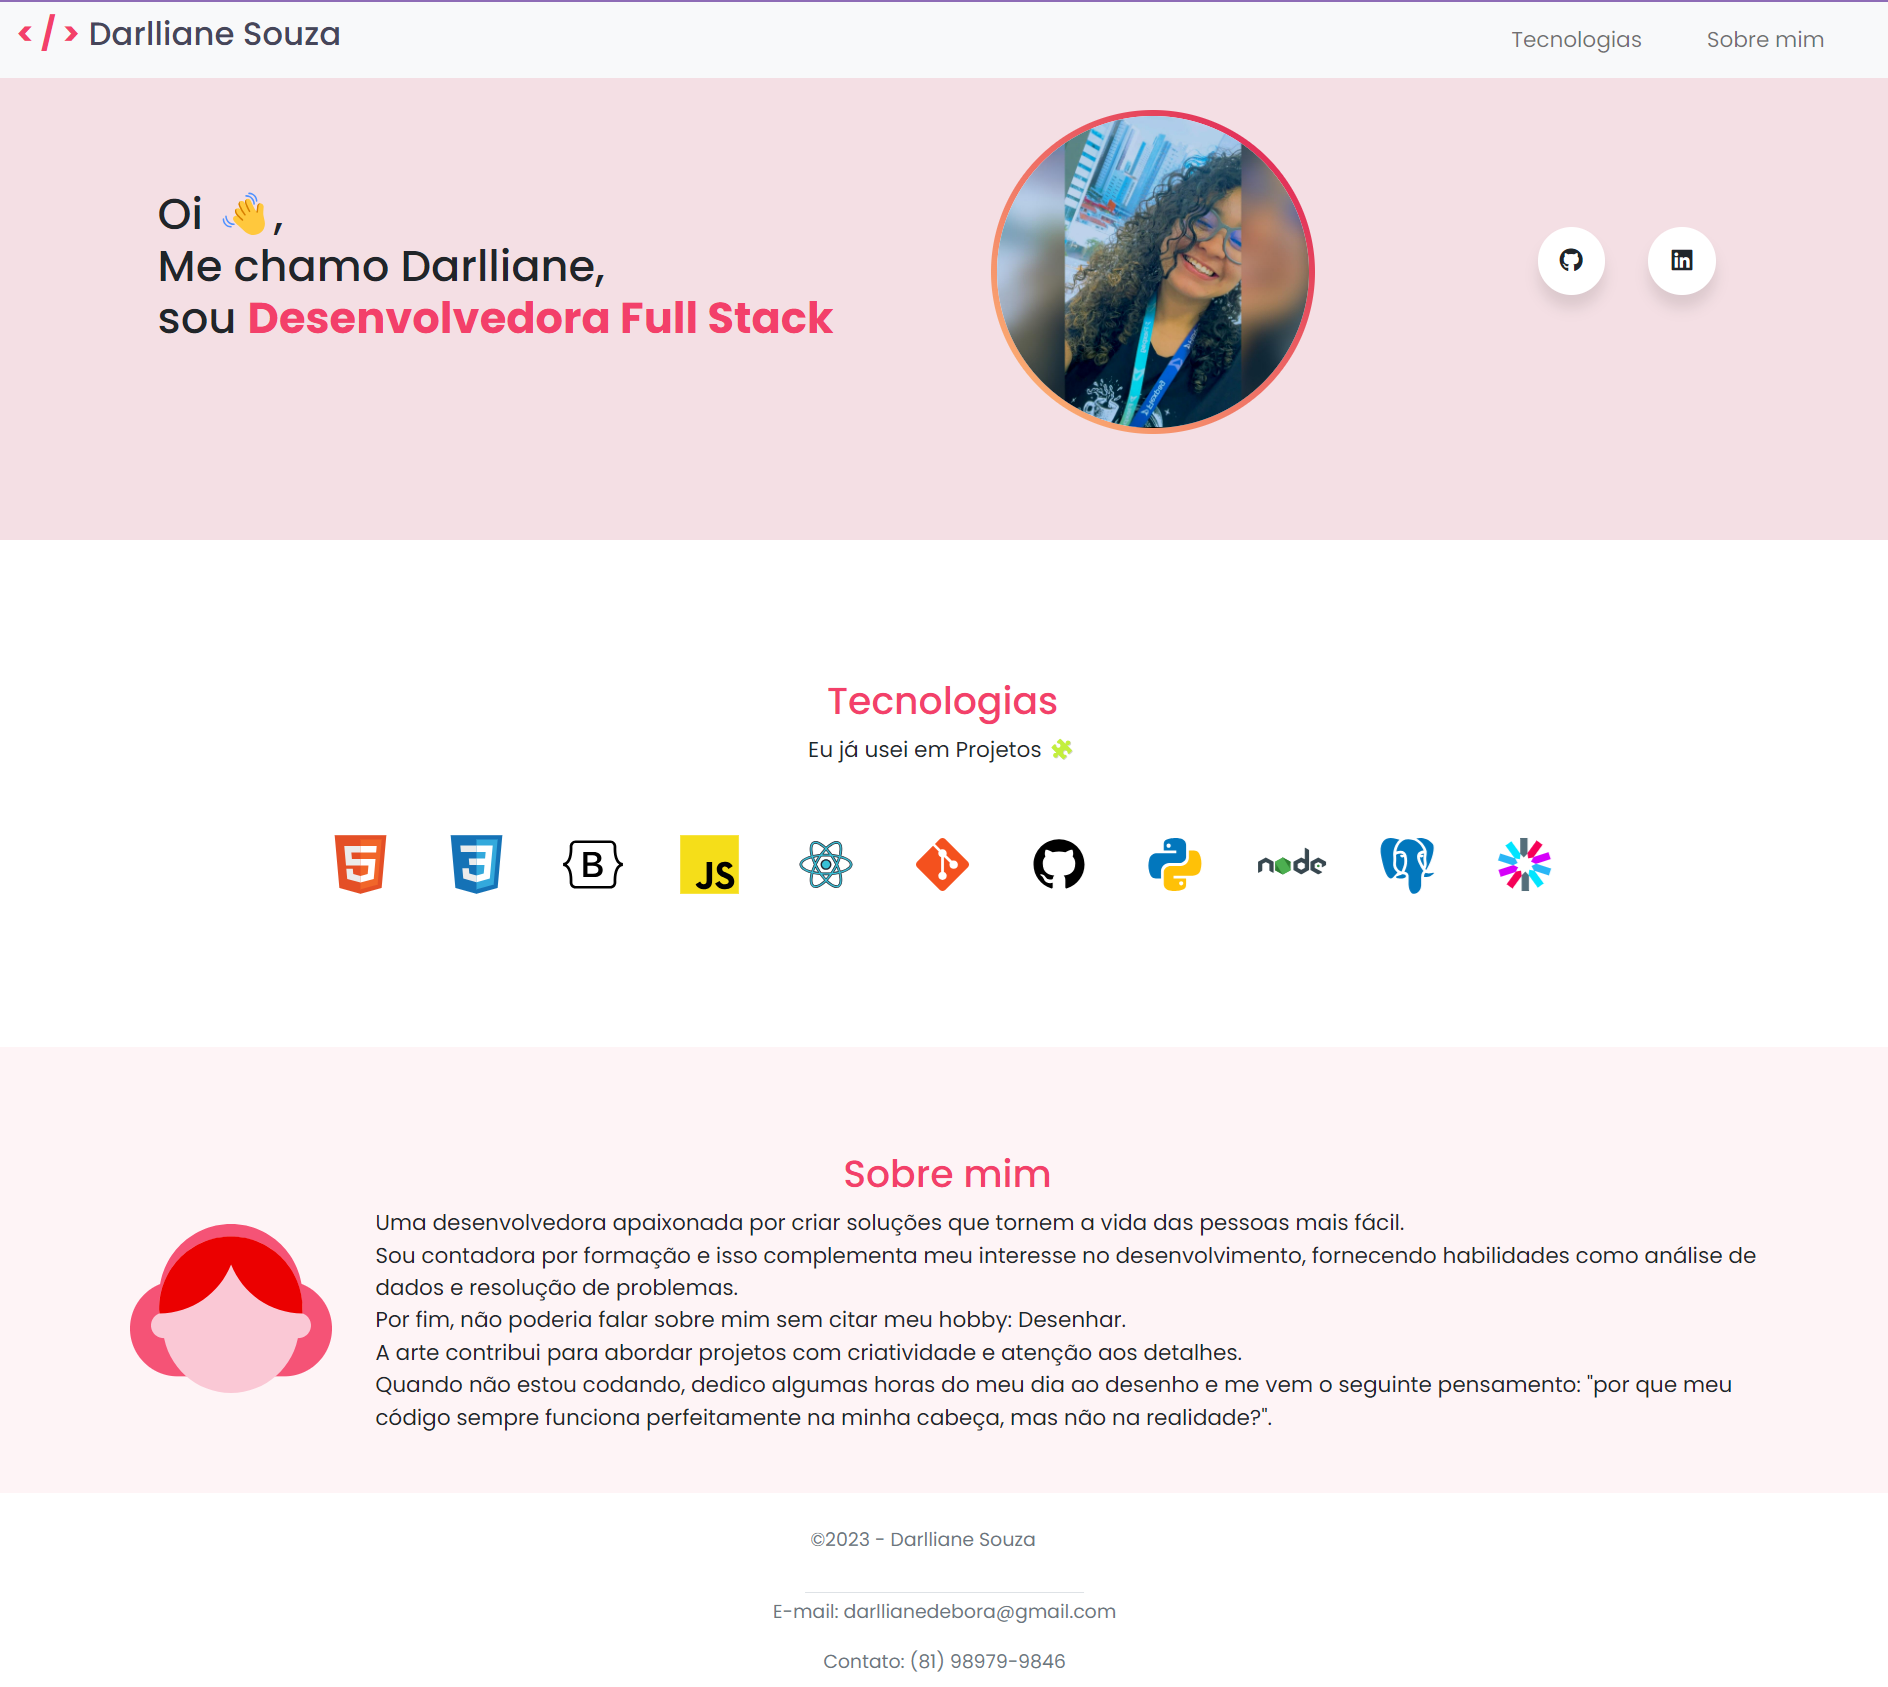 </> Darlliane Souza
Tecnologias
Sobre mim
Oi 👋,
Me chamo Darlliane,
sou Desenvolvedora Full Stack
in
Tecnologias
Eu já usei em Projetos
5
3
B
JS
node
Sobre mim
Uma desenvolvedora apaixonada por criar soluções que tornem a vida das pessoas mais fácil.
Sou contadora por formação e isso complementa meu interesse no desenvolvimento, fornecendo habilidades como análise de
dados e resolução de problemas.
Por fim, não poderia falar sobre mim sem citar meu hobby: Desenhar.
A arte contribui para abordar projetos com criatividade e atenção aos detalhes.
Quando não estou codando, dedico algumas horas do meu dia ao desenho e me vem o seguinte pensamento: "por que meu
código sempre funciona perfeitamente na minha cabeça, mas não na realidade?".
©2023 - Darlliane Souza
E-mail: darllianedebora@gmail.com
Contato: (81) 98979-9846